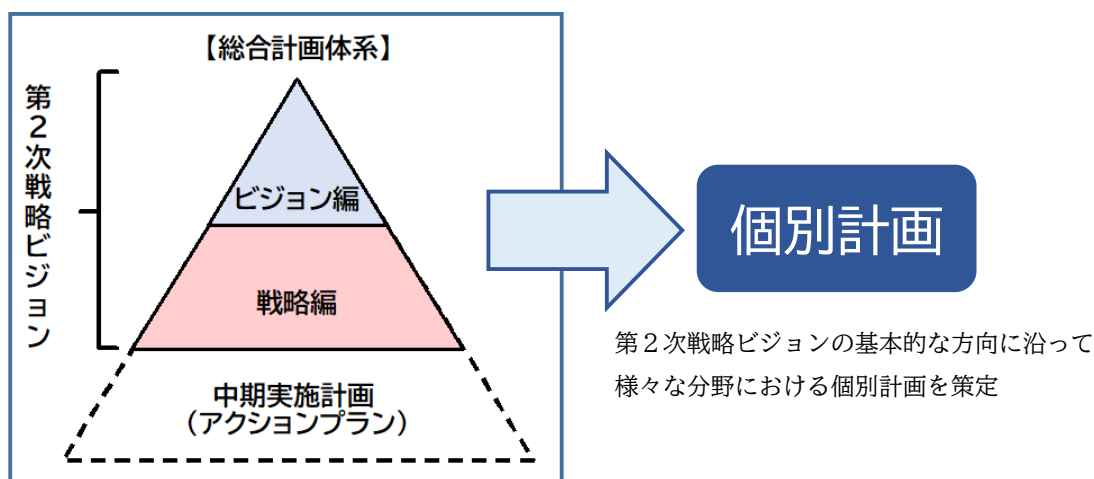 【総合計画体系】
第２次戦略ビジョン
ビジョン編
戦略編
中期実施計画
（アクションプラン）
個別計画
第２次戦略ビジョンの基本的な方向に沿って
様々な分野における個別計画を策定